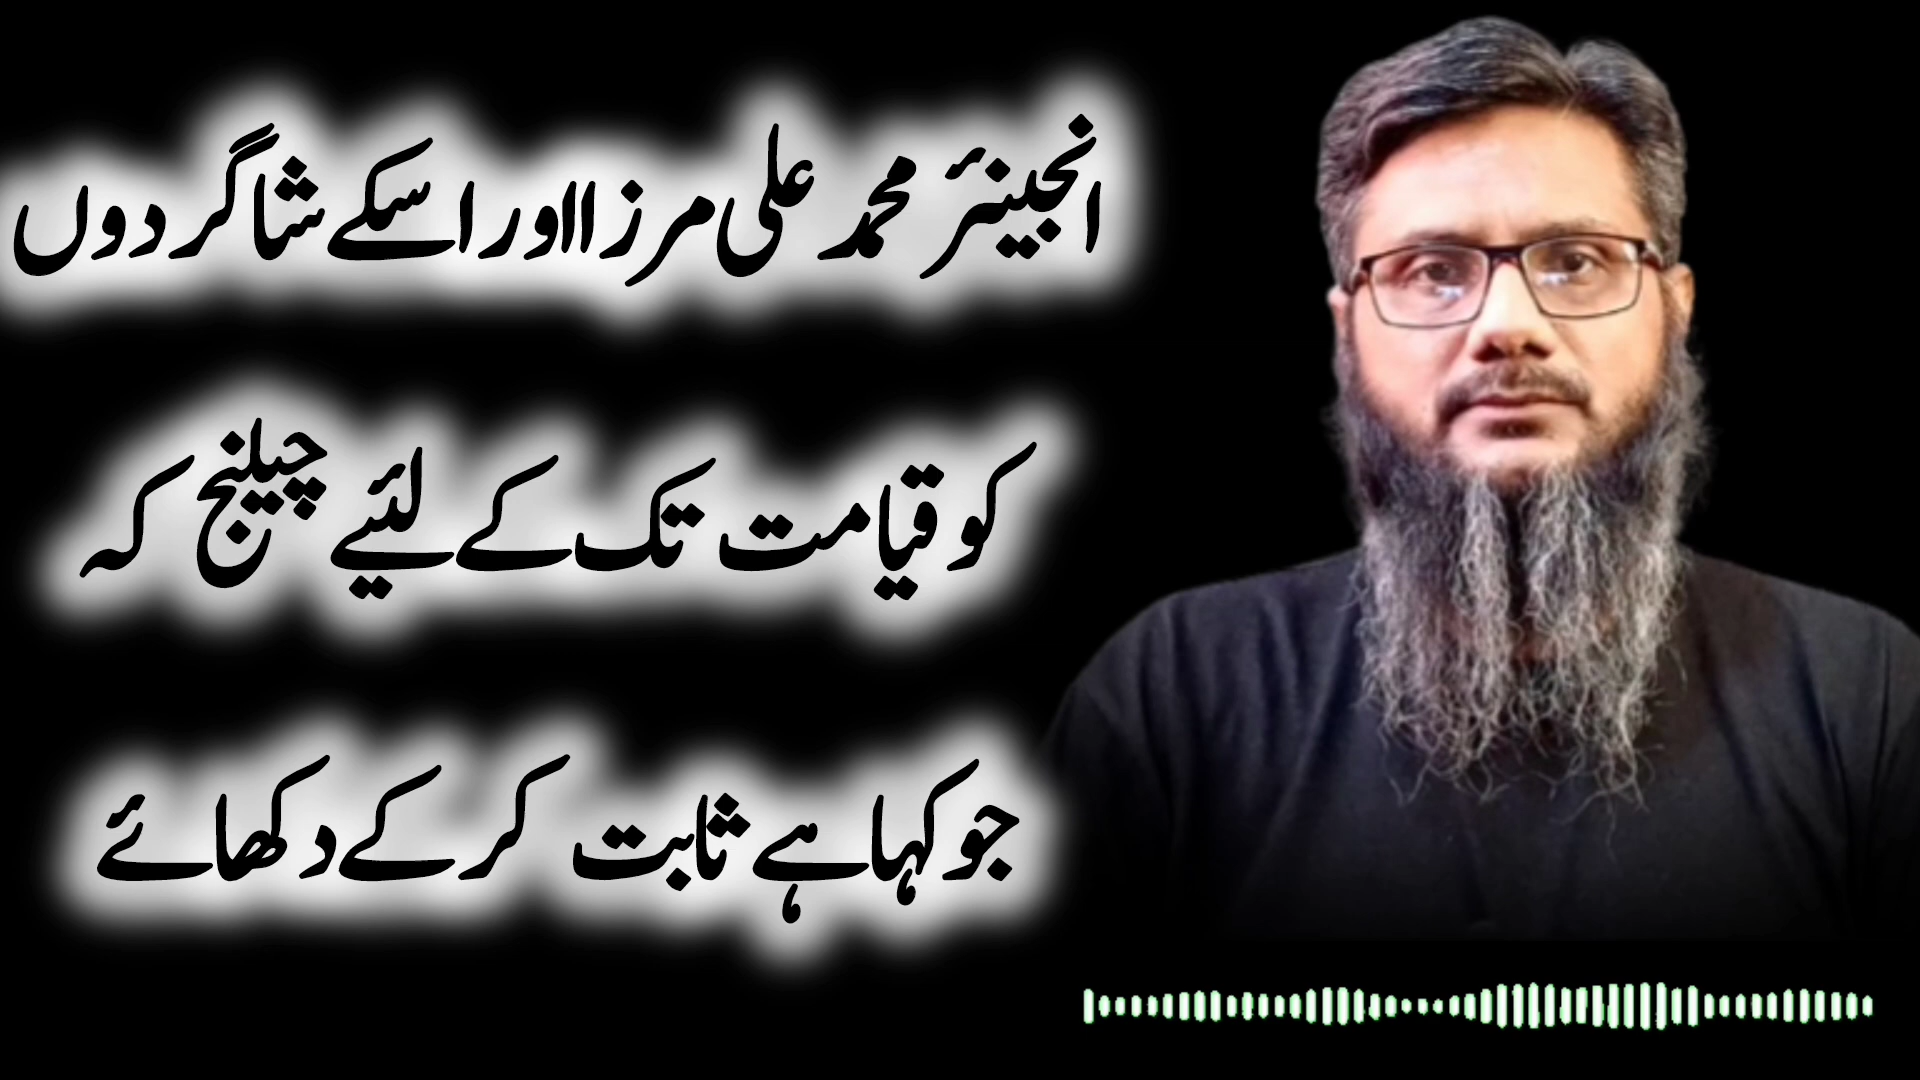 انجینئر محمد علی مرزا اور اسکے شاگردوں
کو قیامت تک کے لئیے چیلنج کہ
جو کہا ہے ثابت کر کے دکھائے